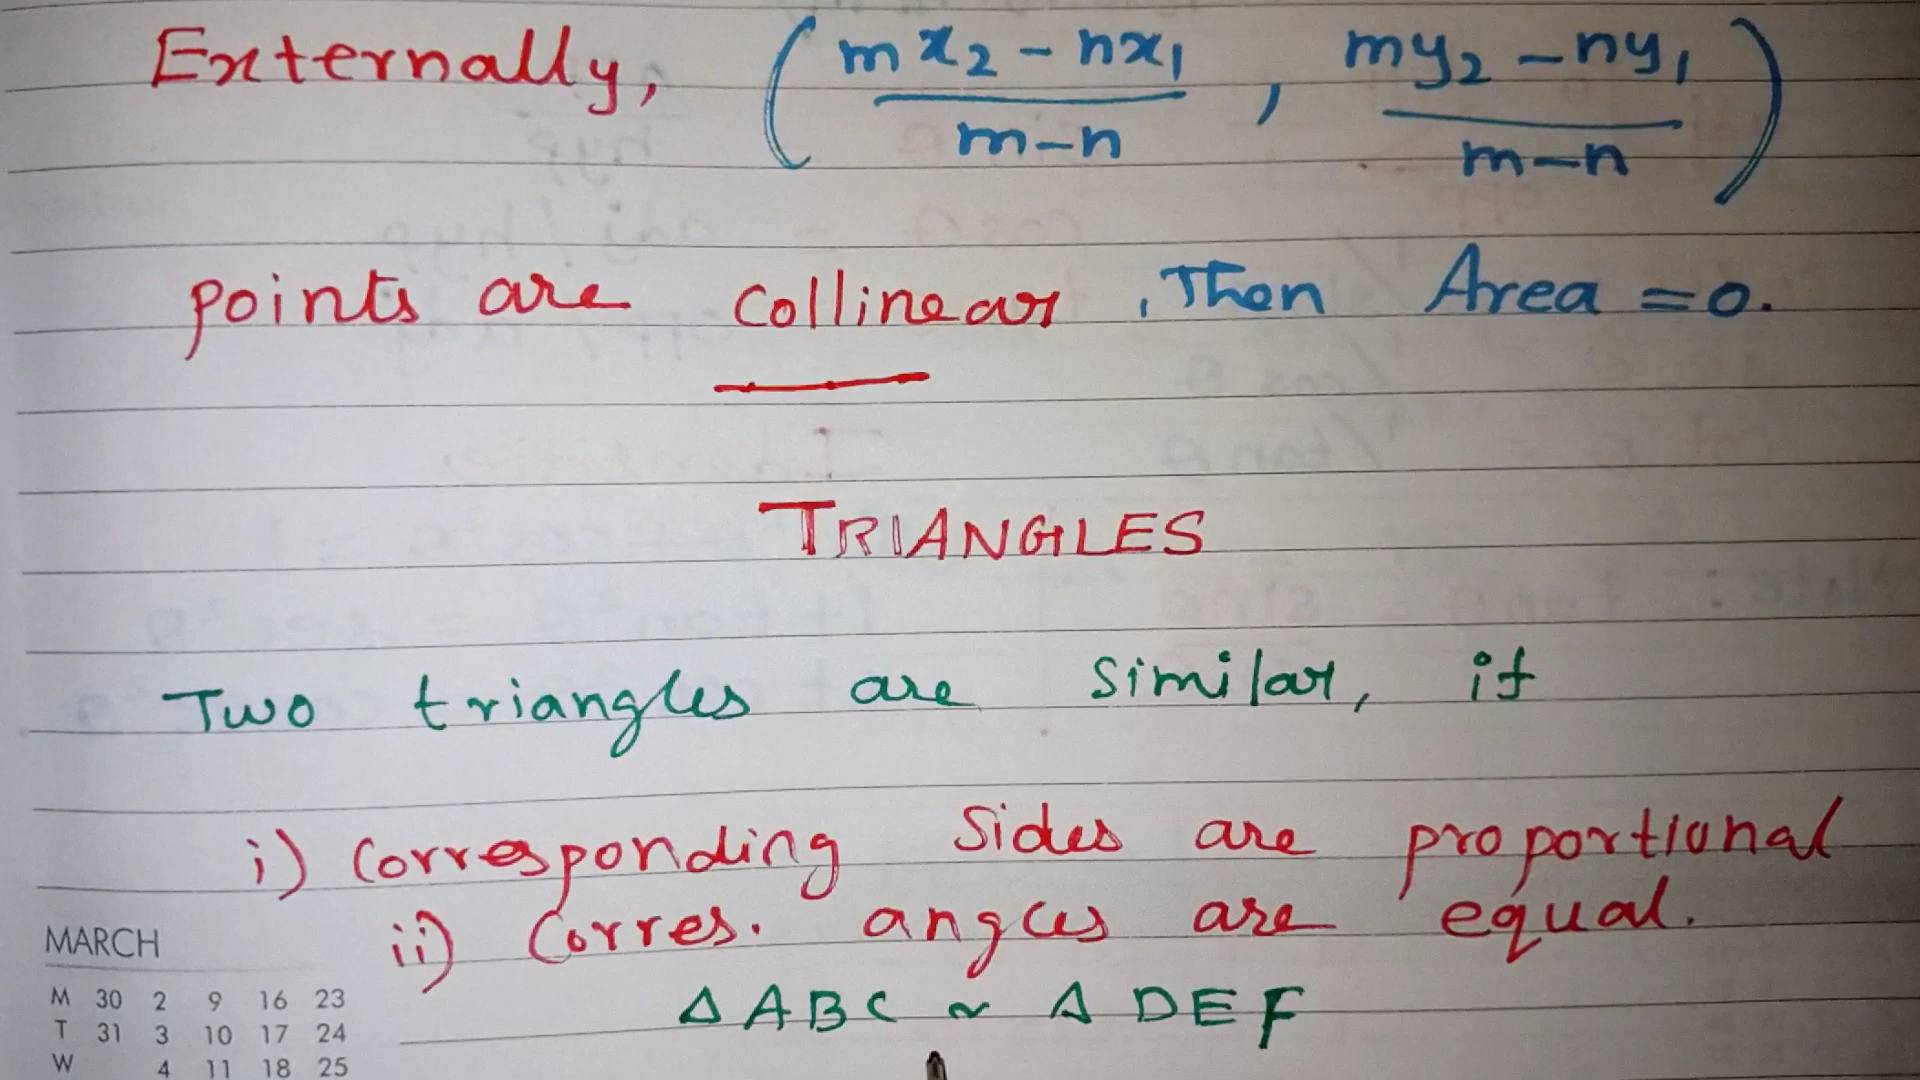 Externally, ( mx₂ - nx₁ / m-n , my₂ - ny₁ / m-n )
points are collinear, Then Area = 0.
TRIANGLES
Two triangles are similar, if
i) Corresponding sides are proportional
ii) Corres. angles are equal.
Δ ABC ~ Δ DEF
MARCH
M 30 2 9 16 23
T 31 3 10 17 24
W 4 11 18 25